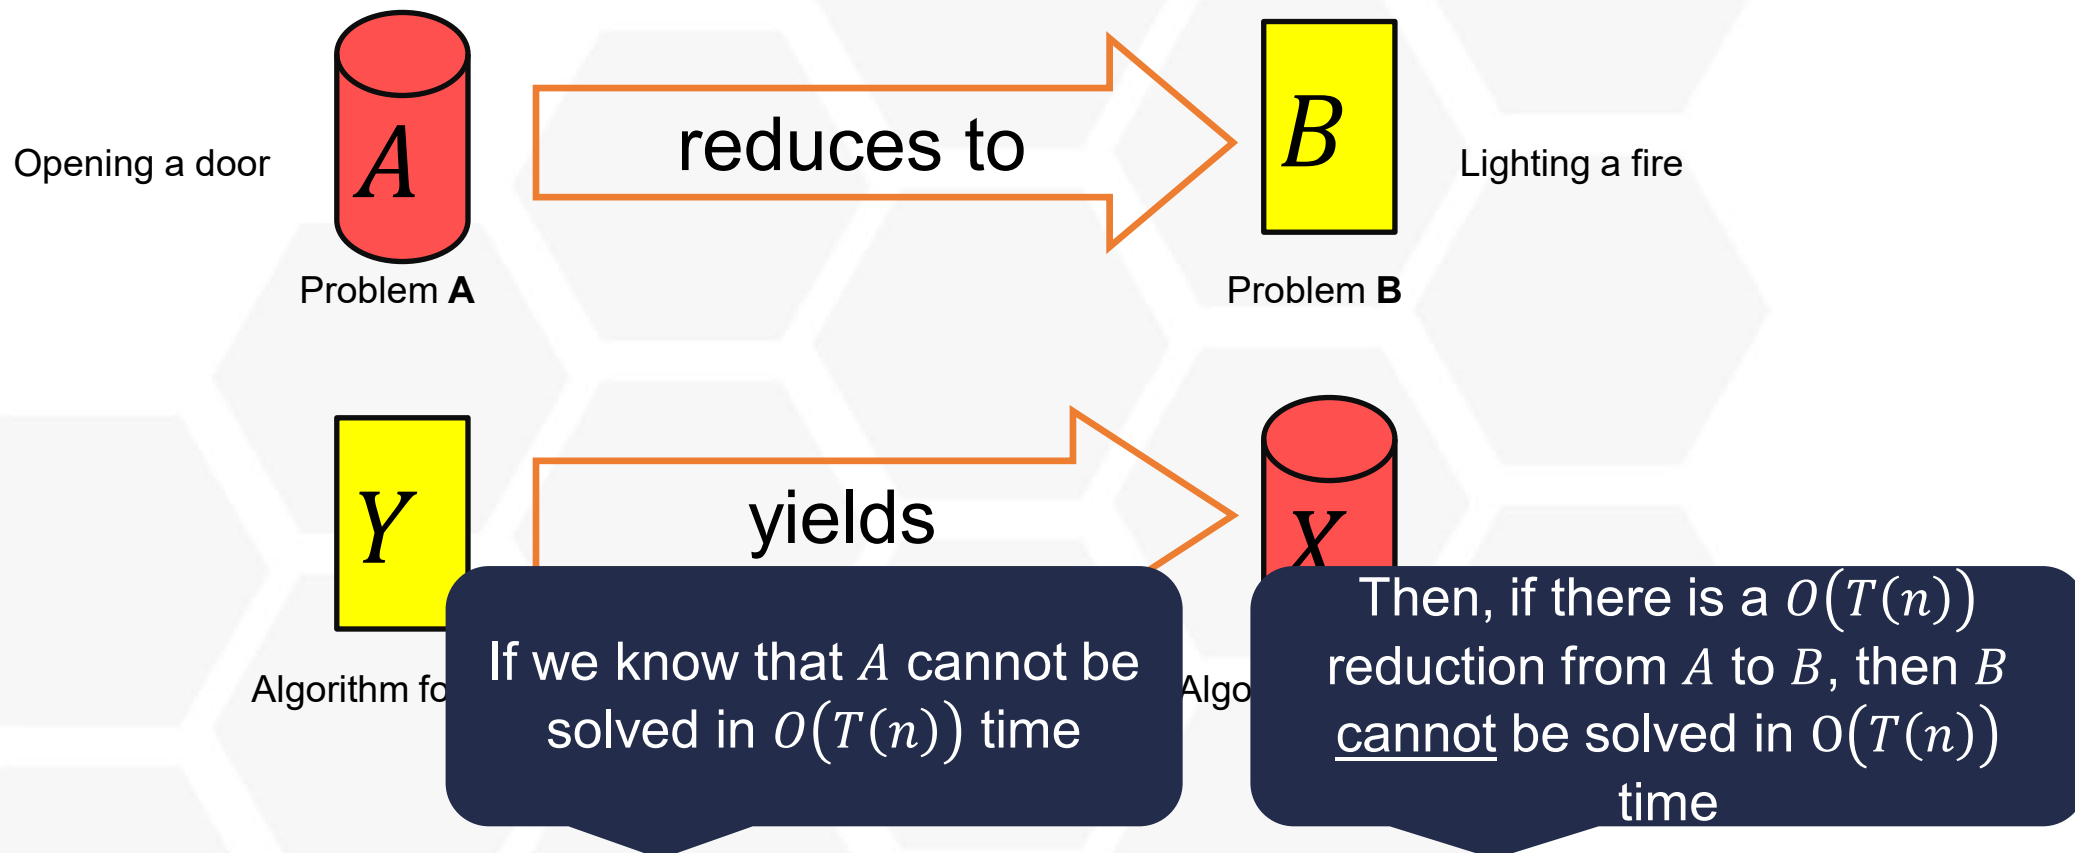 Opening a door
A
reduces to
B
Lighting a fire
Problem A
Problem B
Y
yields
X
Algorithm fo
If we know that A cannot be
solved in O(T(n)) time
Algo
Then, if there is a O(T(n))
reduction from A to B, then B
cannot be solved in O(T(n))
time